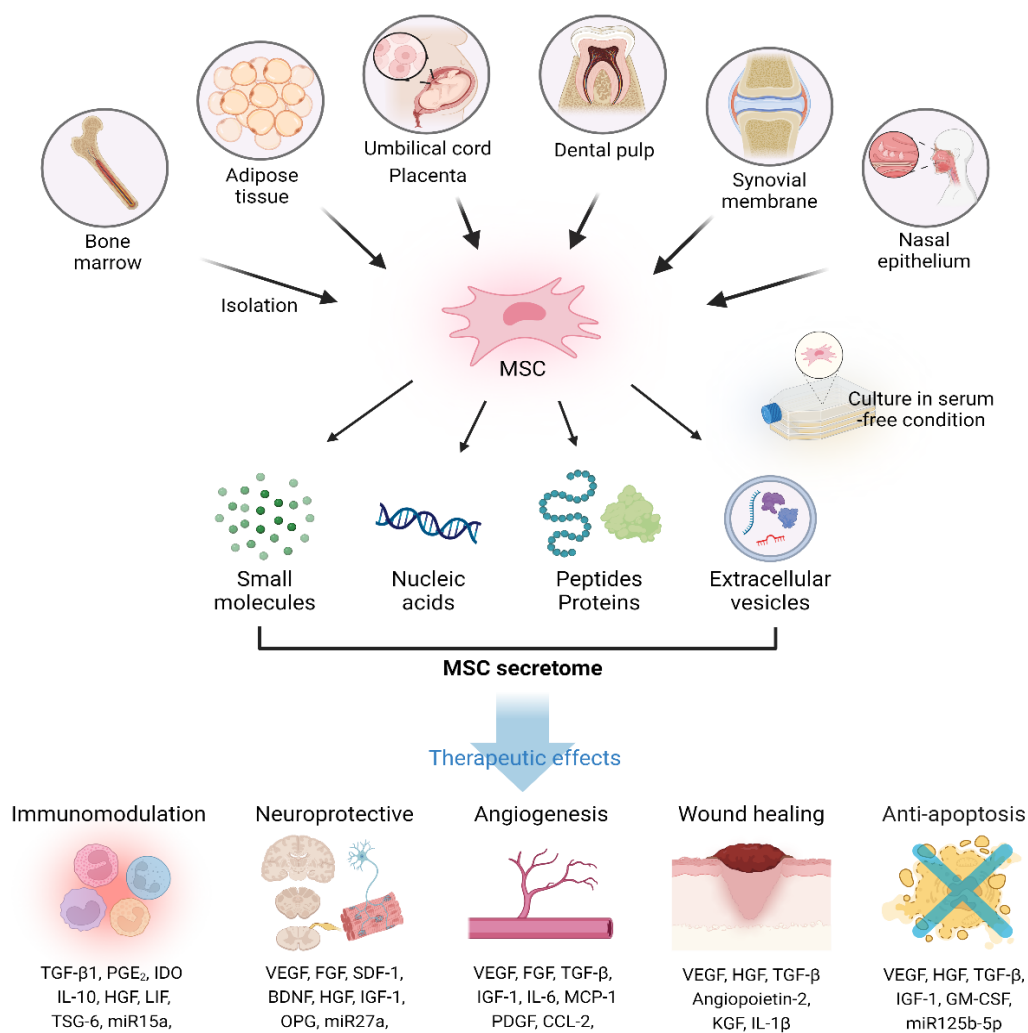 Bone
marrow
Adipose
tissue
Umbilical cord
Placenta
Dental pulp
Synovial
membrane
Nasal
epithelium
Isolation
MSC
Culture in serum
-free condition
Small
molecules
Nucleic
acids
Peptides
Proteins
Extracellular
vesicles
MSC secretome
Therapeutic effects
Immunomodulation
TGF-β1, PGE₂, IDO
IL-10, HGF, LIF,
TSG-6, miR15a,
Neuroprotective
VEGF, FGF, SDF-1,
BDNF, HGF, IGF-1,
OPG, miR27a,
Angiogenesis
VEGF, FGF, TGF-β,
IGF-1, IL-6, MCP-1
PDGF, CCL-2,
Wound healing
VEGF, HGF, TGF-β
Angiopoietin-2,
KGF, IL-1β
Anti-apoptosis
VEGF, HGF, TGF-β,
IGF-1, GM-CSF,
miR125b-5p